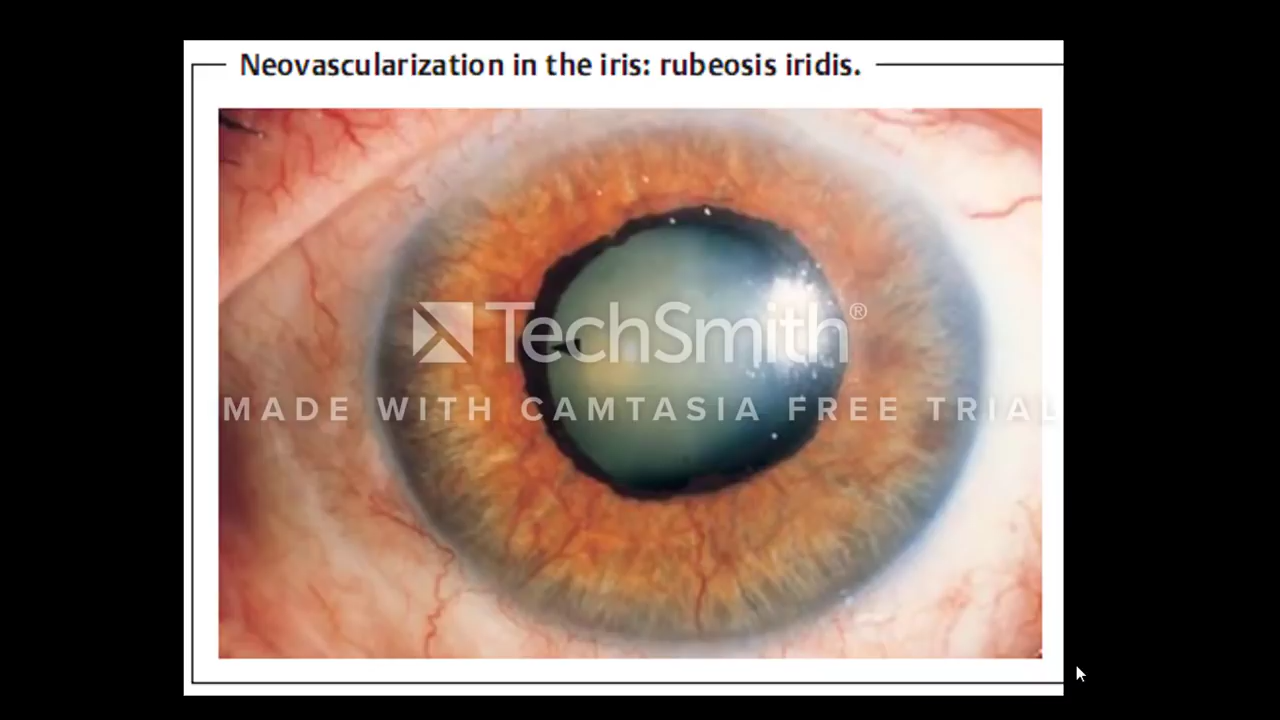 Neovascularization in the iris: rubeosis iridis.
TechSmith®
MADE WITH CAMTASIA FREE TRIAL